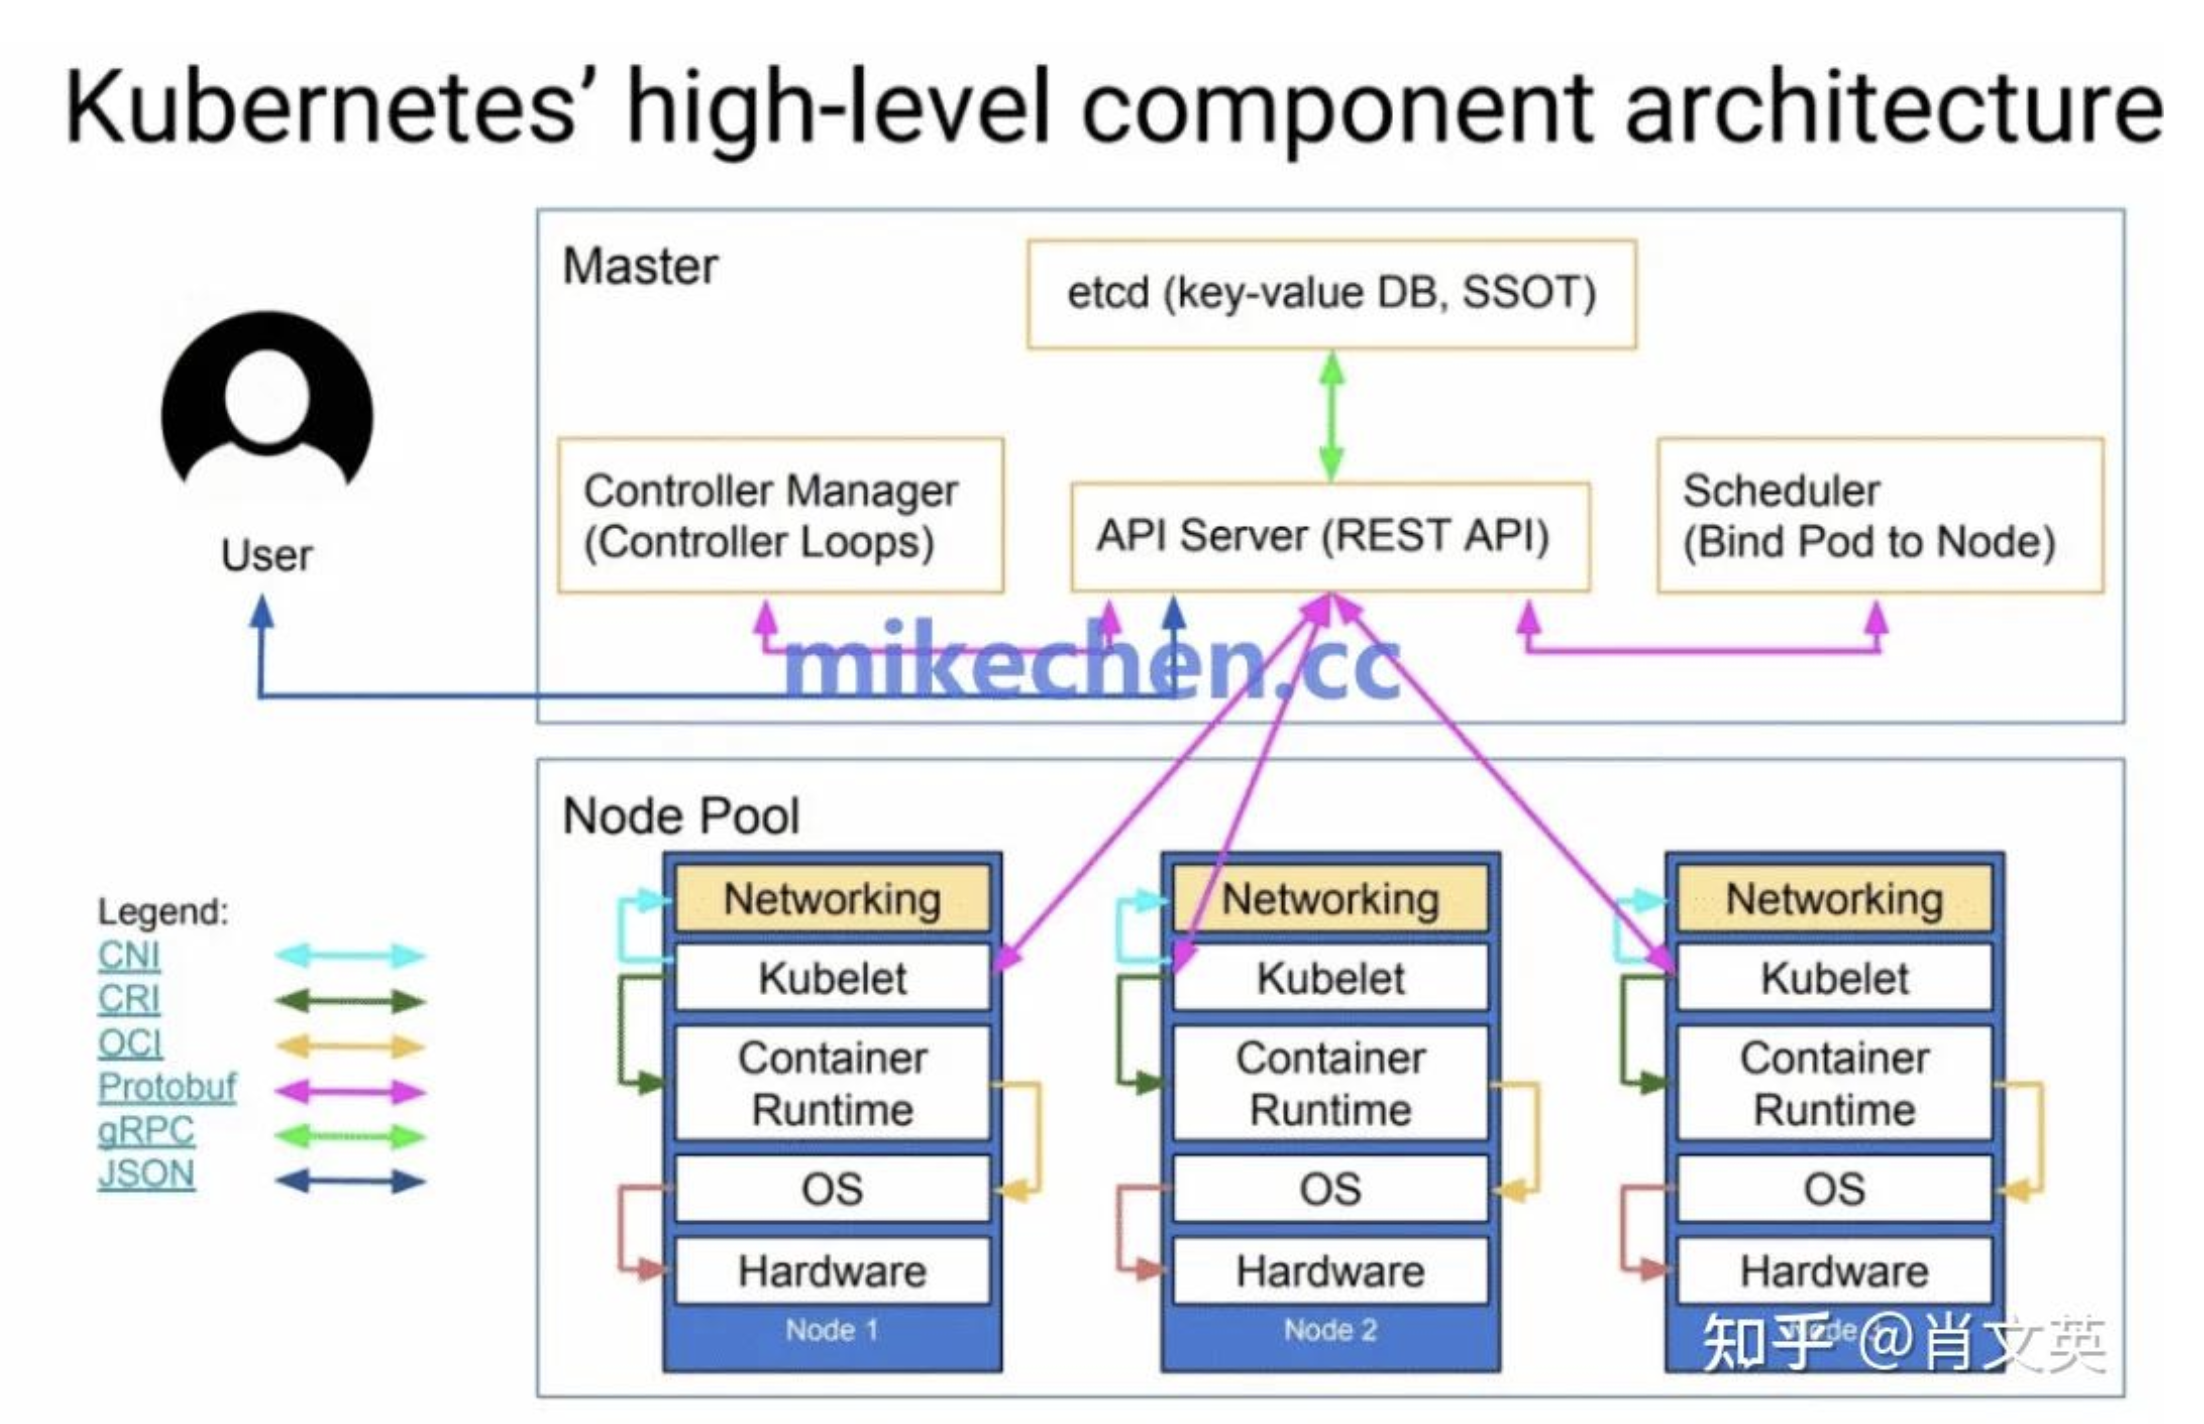 Kubernetes’ high-level component architecture
Master
etcd (key-value DB, SSOT)
Controller Manager
(Controller Loops)
API Server (REST API)
Scheduler
(Bind Pod to Node)
User
mikechen.cc
Node Pool
Legend:
CNI
CRI
OCI
Protobuf
gRPC
JSON
Networking
Kubelet
Container
Runtime
OS
Hardware
Node 1
Networking
Kubelet
Container
Runtime
OS
Hardware
Node 2
Networking
Kubelet
Container
Runtime
OS
Hardware
知乎 @肖文英